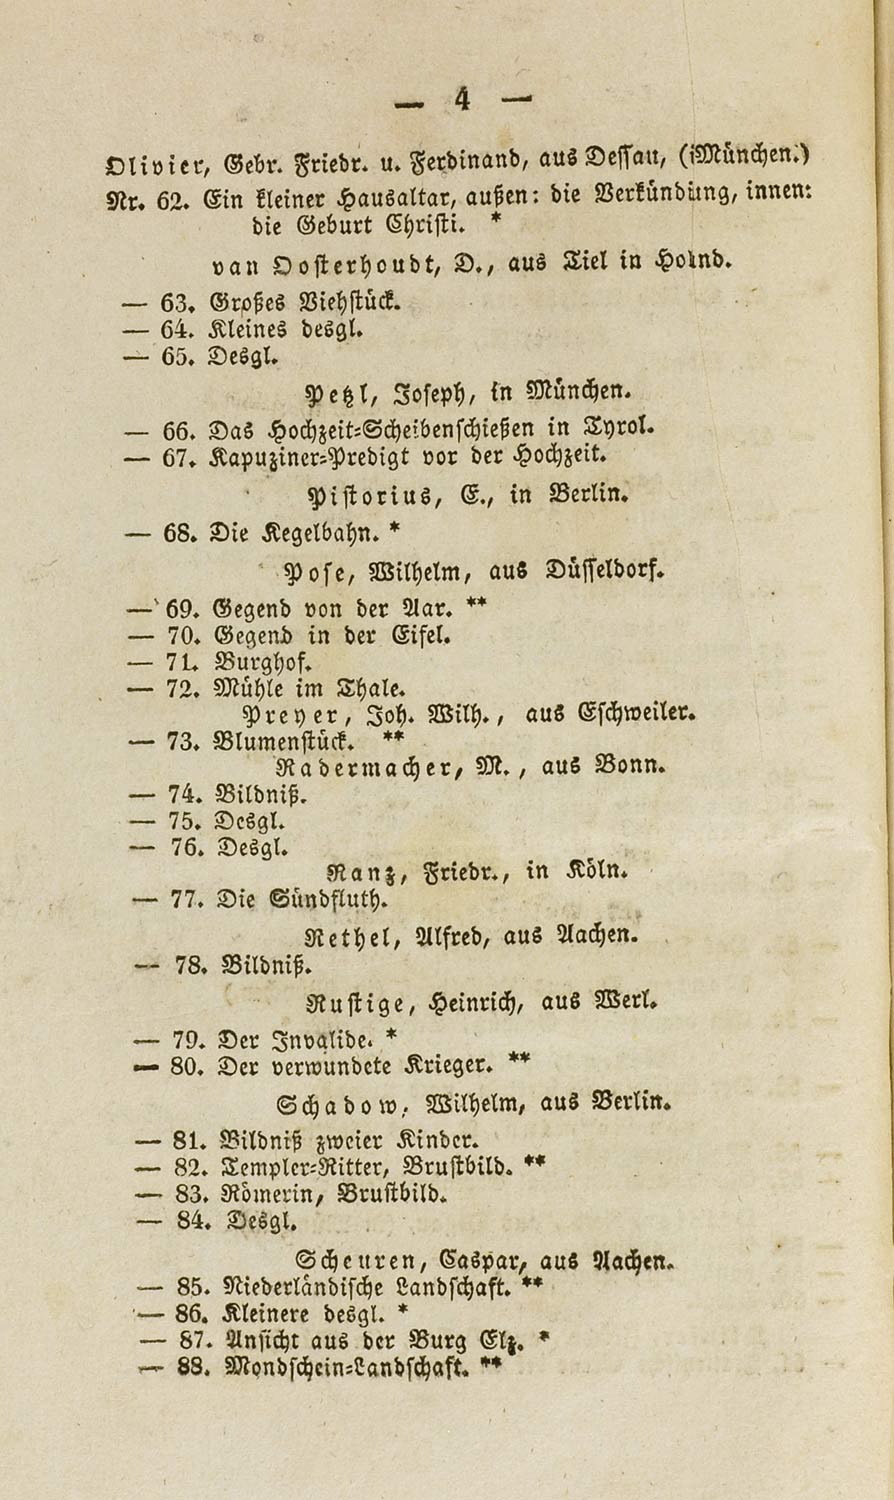 — 4 —
Olivier, Gebr. Friedr. u. Ferdinand, aus Dessau, (iMünchen.)
Nr. 62. Ein kleiner Hausaltar, außen: die Verkündung, innen:
die Geburt Christi. *
van Oosterhoudt, D., aus Tiel in Holnd.
— 63. Großes Viehstück.
— 64. Kleines desgl.
— 65. Desgl.
Petzl, Joseph, in München.
— 66. Das Hochzeit=Scheibenschießen in Tyrol.
— 67. Kapuziner=Predigt vor der Hochzeit.
Pistorius, E., in Berlin.
— 68. Die Kegelbahn. *
Pose, Wilhelm, aus Düsseldorf.
— 69. Gegend von der Aar. **
— 70. Gegend in der Eifel.
— 71. Burghof.
— 72. Mühle im Thale.
Preyer, Joh. Wilh., aus Eschweiler.
— 73. Blumenstück. **
Radermacher, M., aus Bonn.
— 74. Bildniß.
— 75. Desgl.
— 76. Desgl.
Ranz, Friedr., in Köln.
— 77. Die Sündfluth.
Rethel, Alfred, aus Aachen.
— 78. Bildniß.
Rustige, Heinrich, aus Werl.
— 79. Der Invalide. *
— 80. Der verwundete Krieger. **
Schadow, Wilhelm, aus Berlin.
— 81. Bildniß zweier Kinder.
— 82. Templer=Ritter, Brustbild. **
— 83. Römerin, Brustbild.
— 84. Desgl.
Scheuren, Caspar, aus Aachen.
— 85. Niederländische Landschaft. **
— 86. Kleinere desgl. *
— 87. Ansicht aus der Burg Elz. *
— 88. Mondschein=Landschaft. **